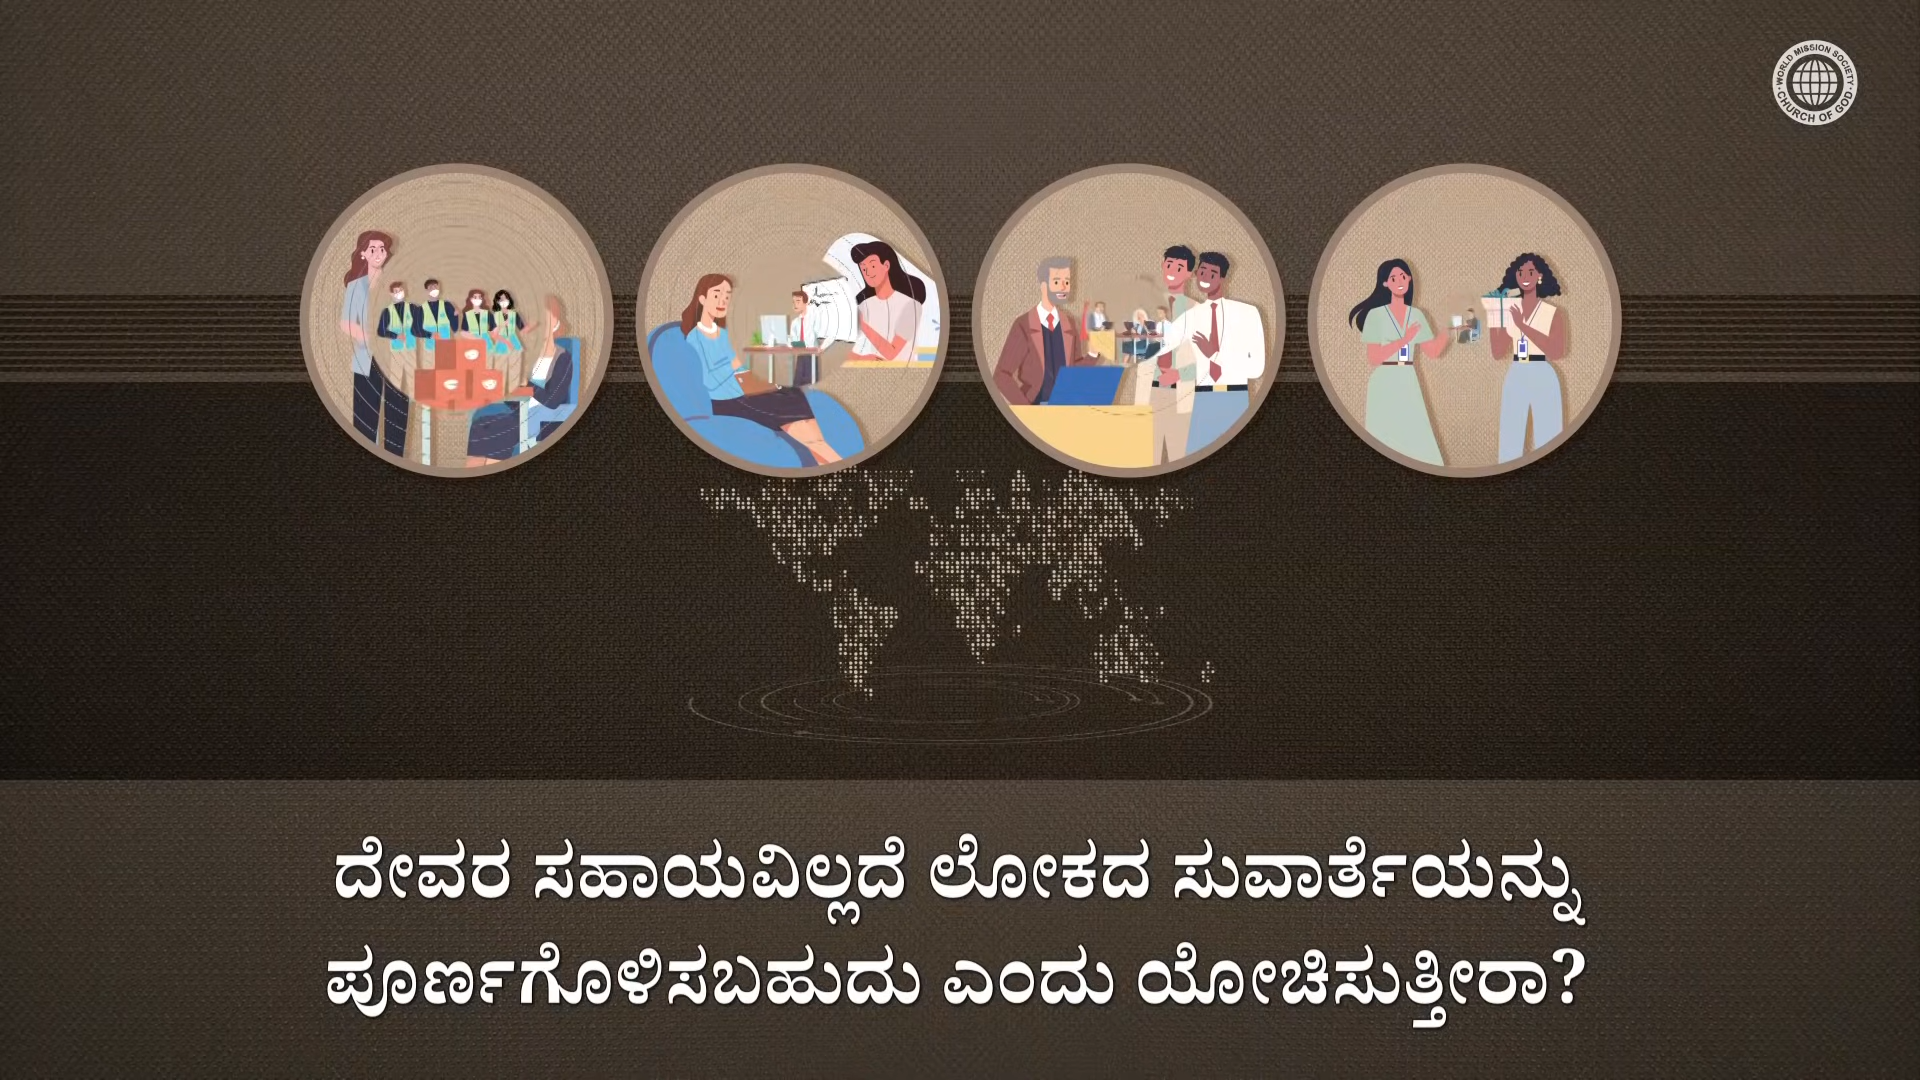 WORLD MISSION SOCIETY
CHURCH OF GOD
ದೇವರ ಸಹಾಯವಿಲ್ಲದೆ ಲೋಕದ ಸುವಾರ್ತೆಯನ್ನು
ಪೂರ್ಣಗೊಳಿಸಬಹುದು ಎಂದು ಯೋಚಿಸುತ್ತೀರಾ?